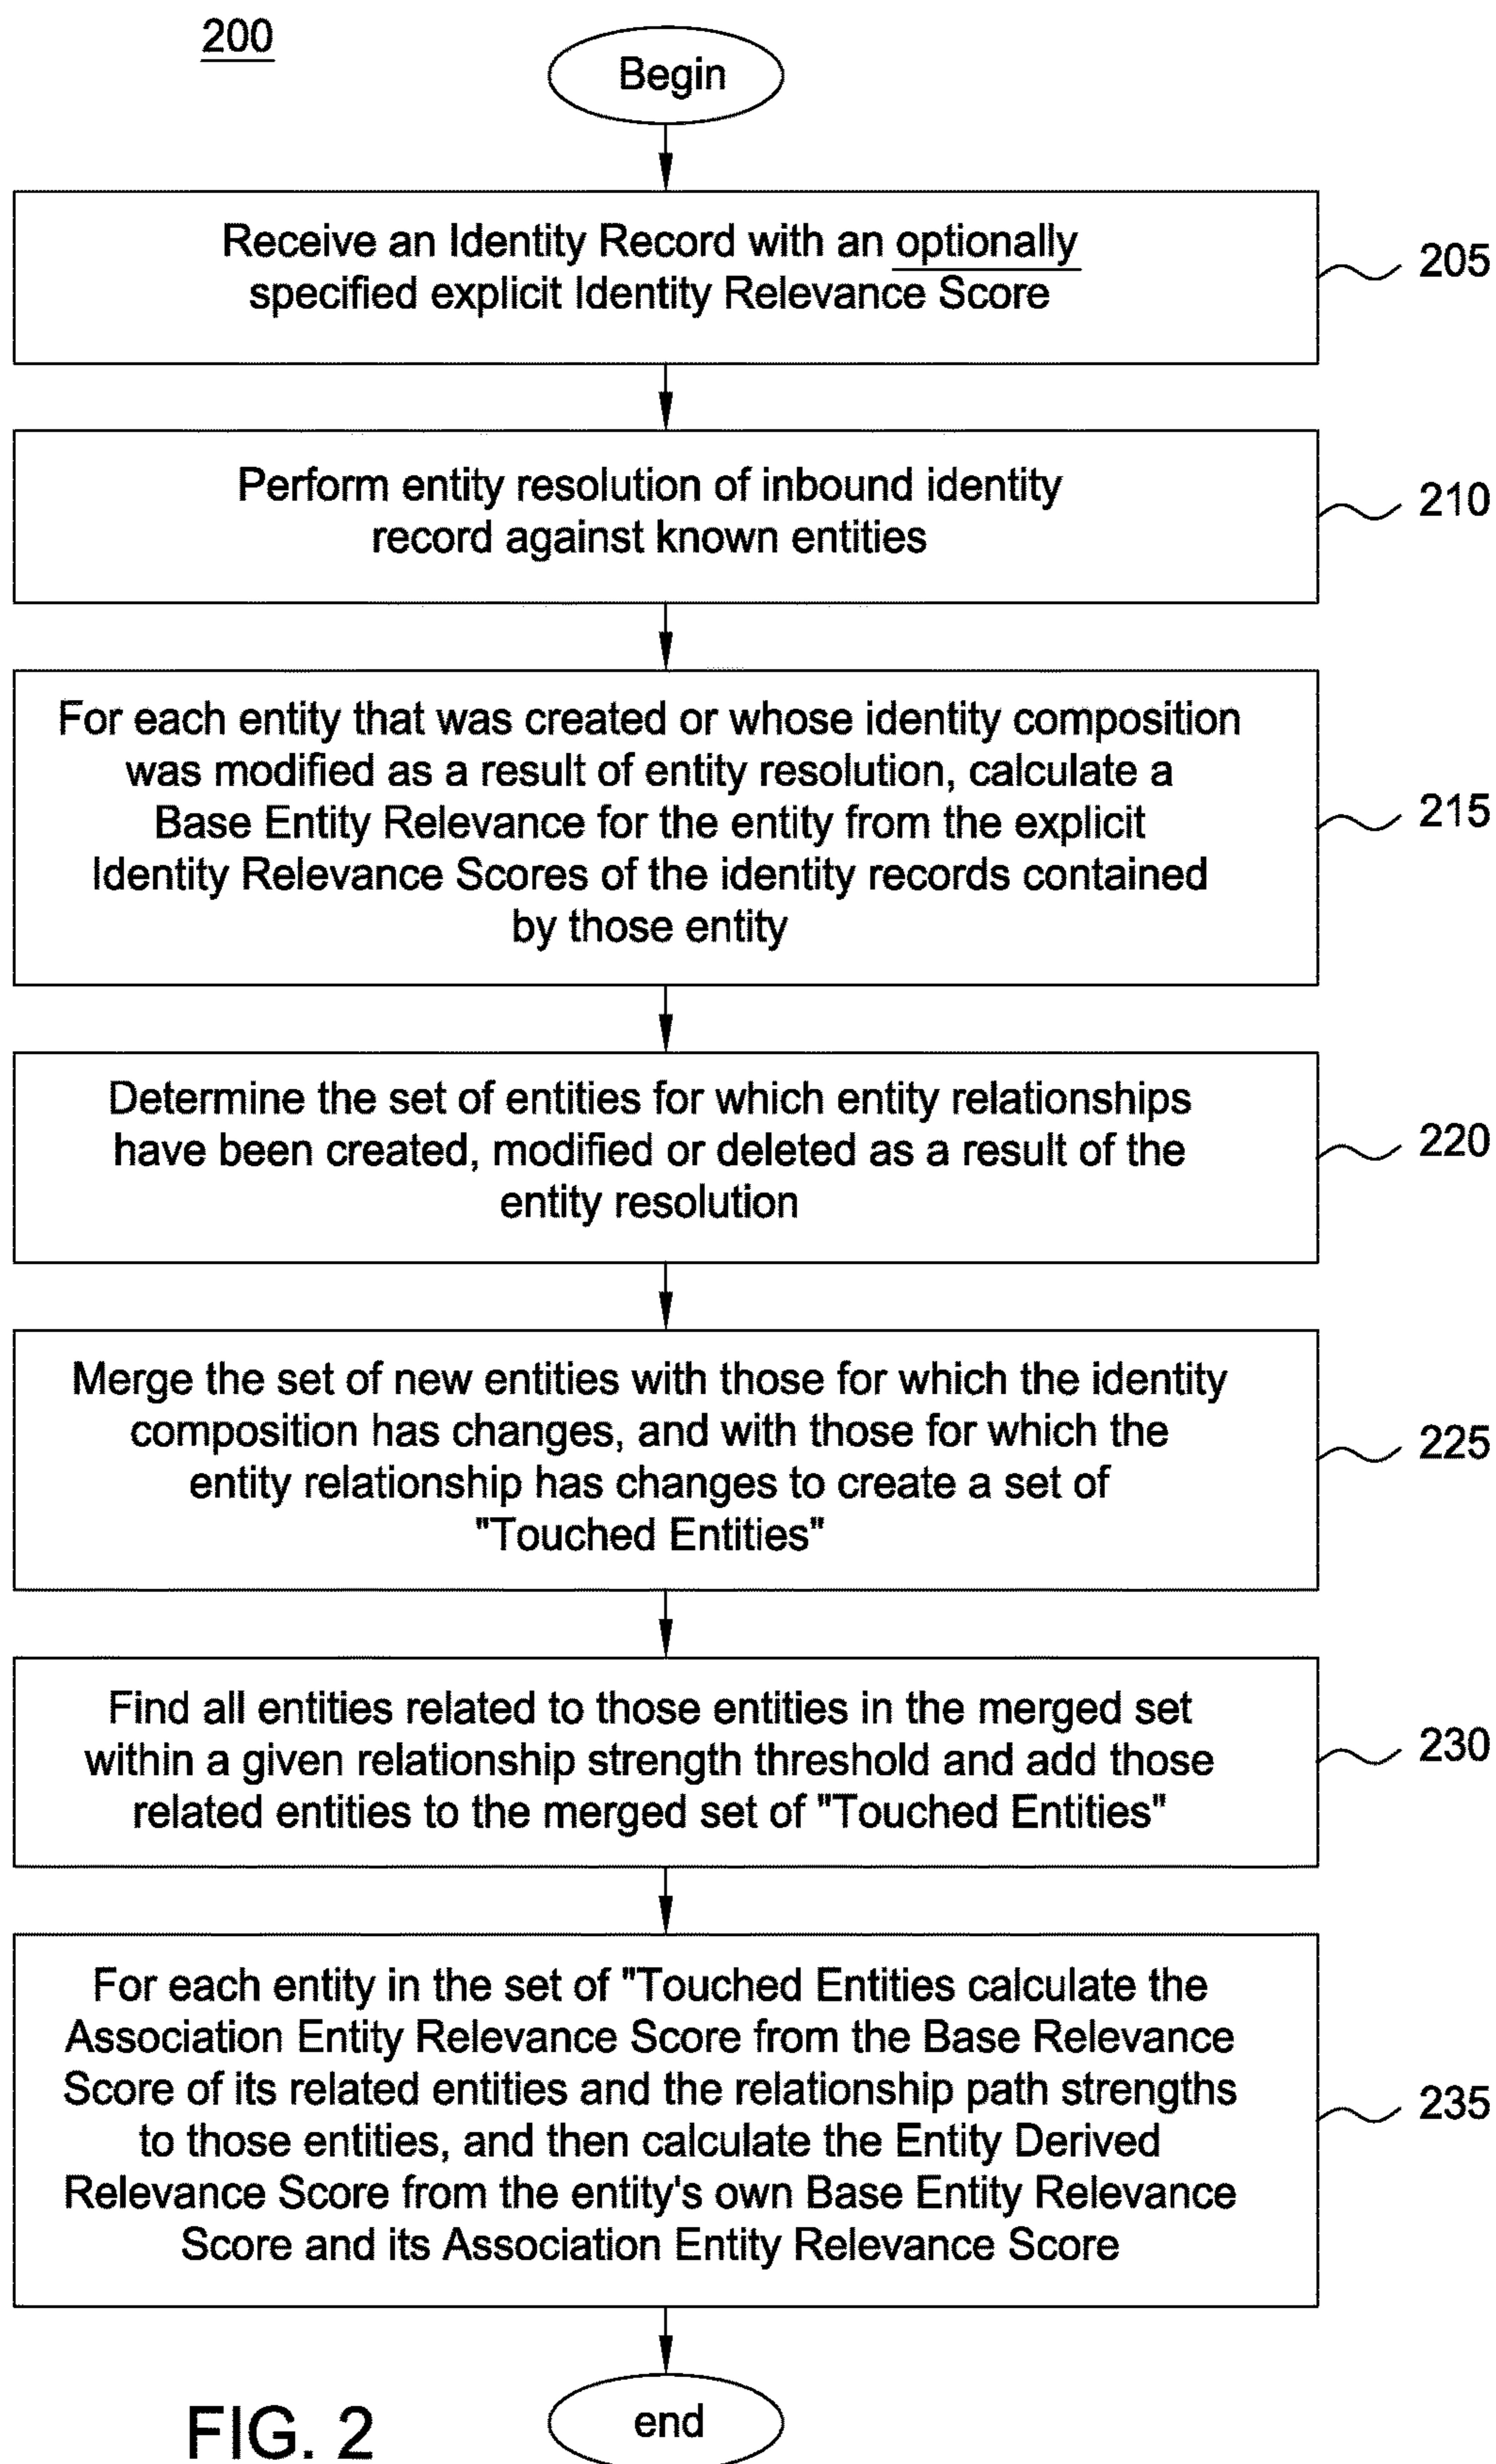 200
Begin
Receive an Identity Record with an optionally
specified explicit Identity Relevance Score
205
Perform entity resolution of inbound identity
record against known entities
210
For each entity that was created or whose identity composition
was modified as a result of entity resolution, calculate a
Base Entity Relevance for the entity from the explicit
Identity Relevance Scores of the identity records contained
by those entity
215
Determine the set of entities for which entity relationships
have been created, modified or deleted as a result of the
entity resolution
220
Merge the set of new entities with those for which the identity
composition has changes, and with those for which the
entity relationship has changes to create a set of
"Touched Entities"
225
Find all entities related to those entities in the merged set
within a given relationship strength threshold and add those
related entities to the merged set of "Touched Entities"
230
For each entity in the set of "Touched Entities calculate the
Association Entity Relevance Score from the Base Relevance
Score of its related entities and the relationship path strengths
to those entities, and then calculate the Entity Derived
Relevance Score from the entity's own Base Entity Relevance
Score and its Association Entity Relevance Score
235
end
FIG. 2